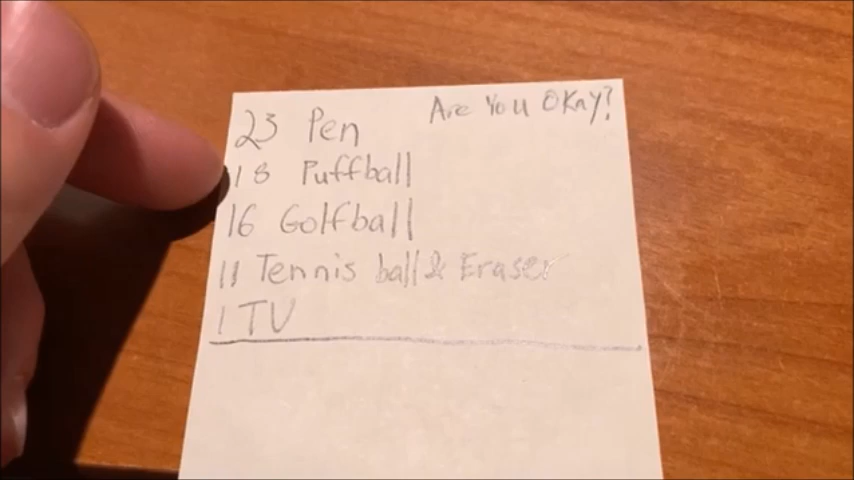 Are You Okay?
23 Pen
18 Puffball
16 Golfball
11 Tennis ball & Eraser
1 TV